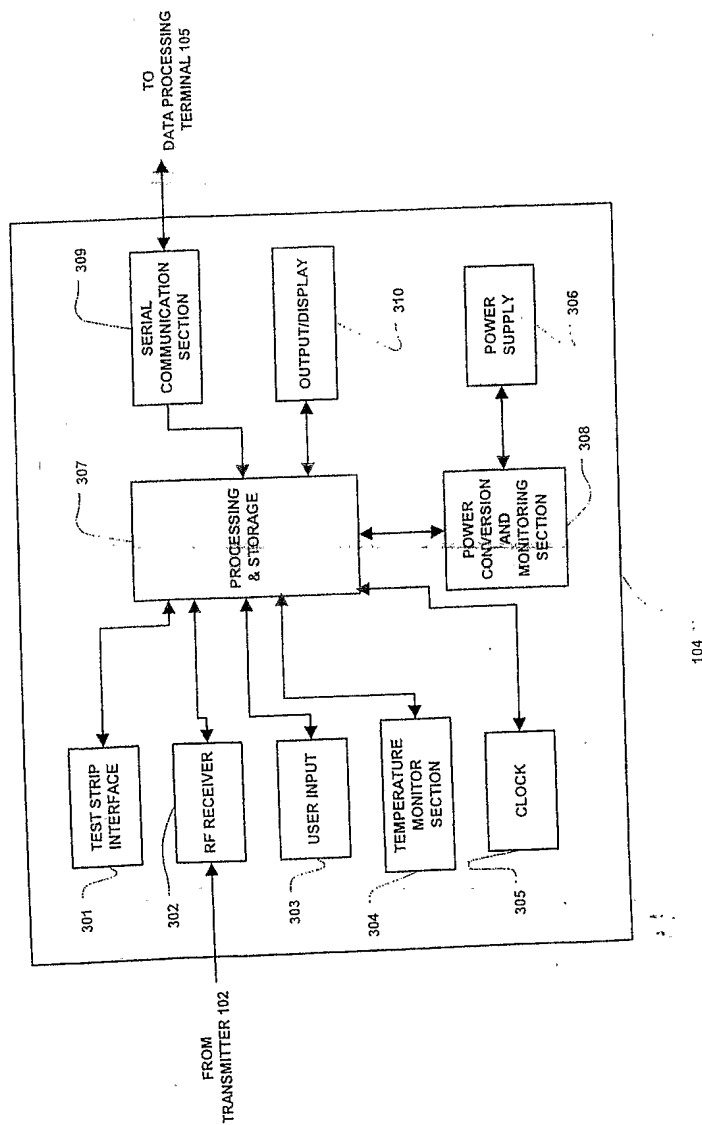 FROM
TRANSMITTER 102
301
TEST STRIP
INTERFACE
302
RF RECEIVER
303
USER INPUT
304
TEMPERATURE
MONITOR
SECTION
305
CLOCK
307
PROCESSING
& STORAGE
309
SERIAL
COMMUNICATION
SECTION
TO
DATA PROCESSING
TERMINAL 105
OUTPUT/DISPLAY
310
POWER
CONVERSION
AND
MONITORING
SECTION
308
POWER
SUPPLY
306
104